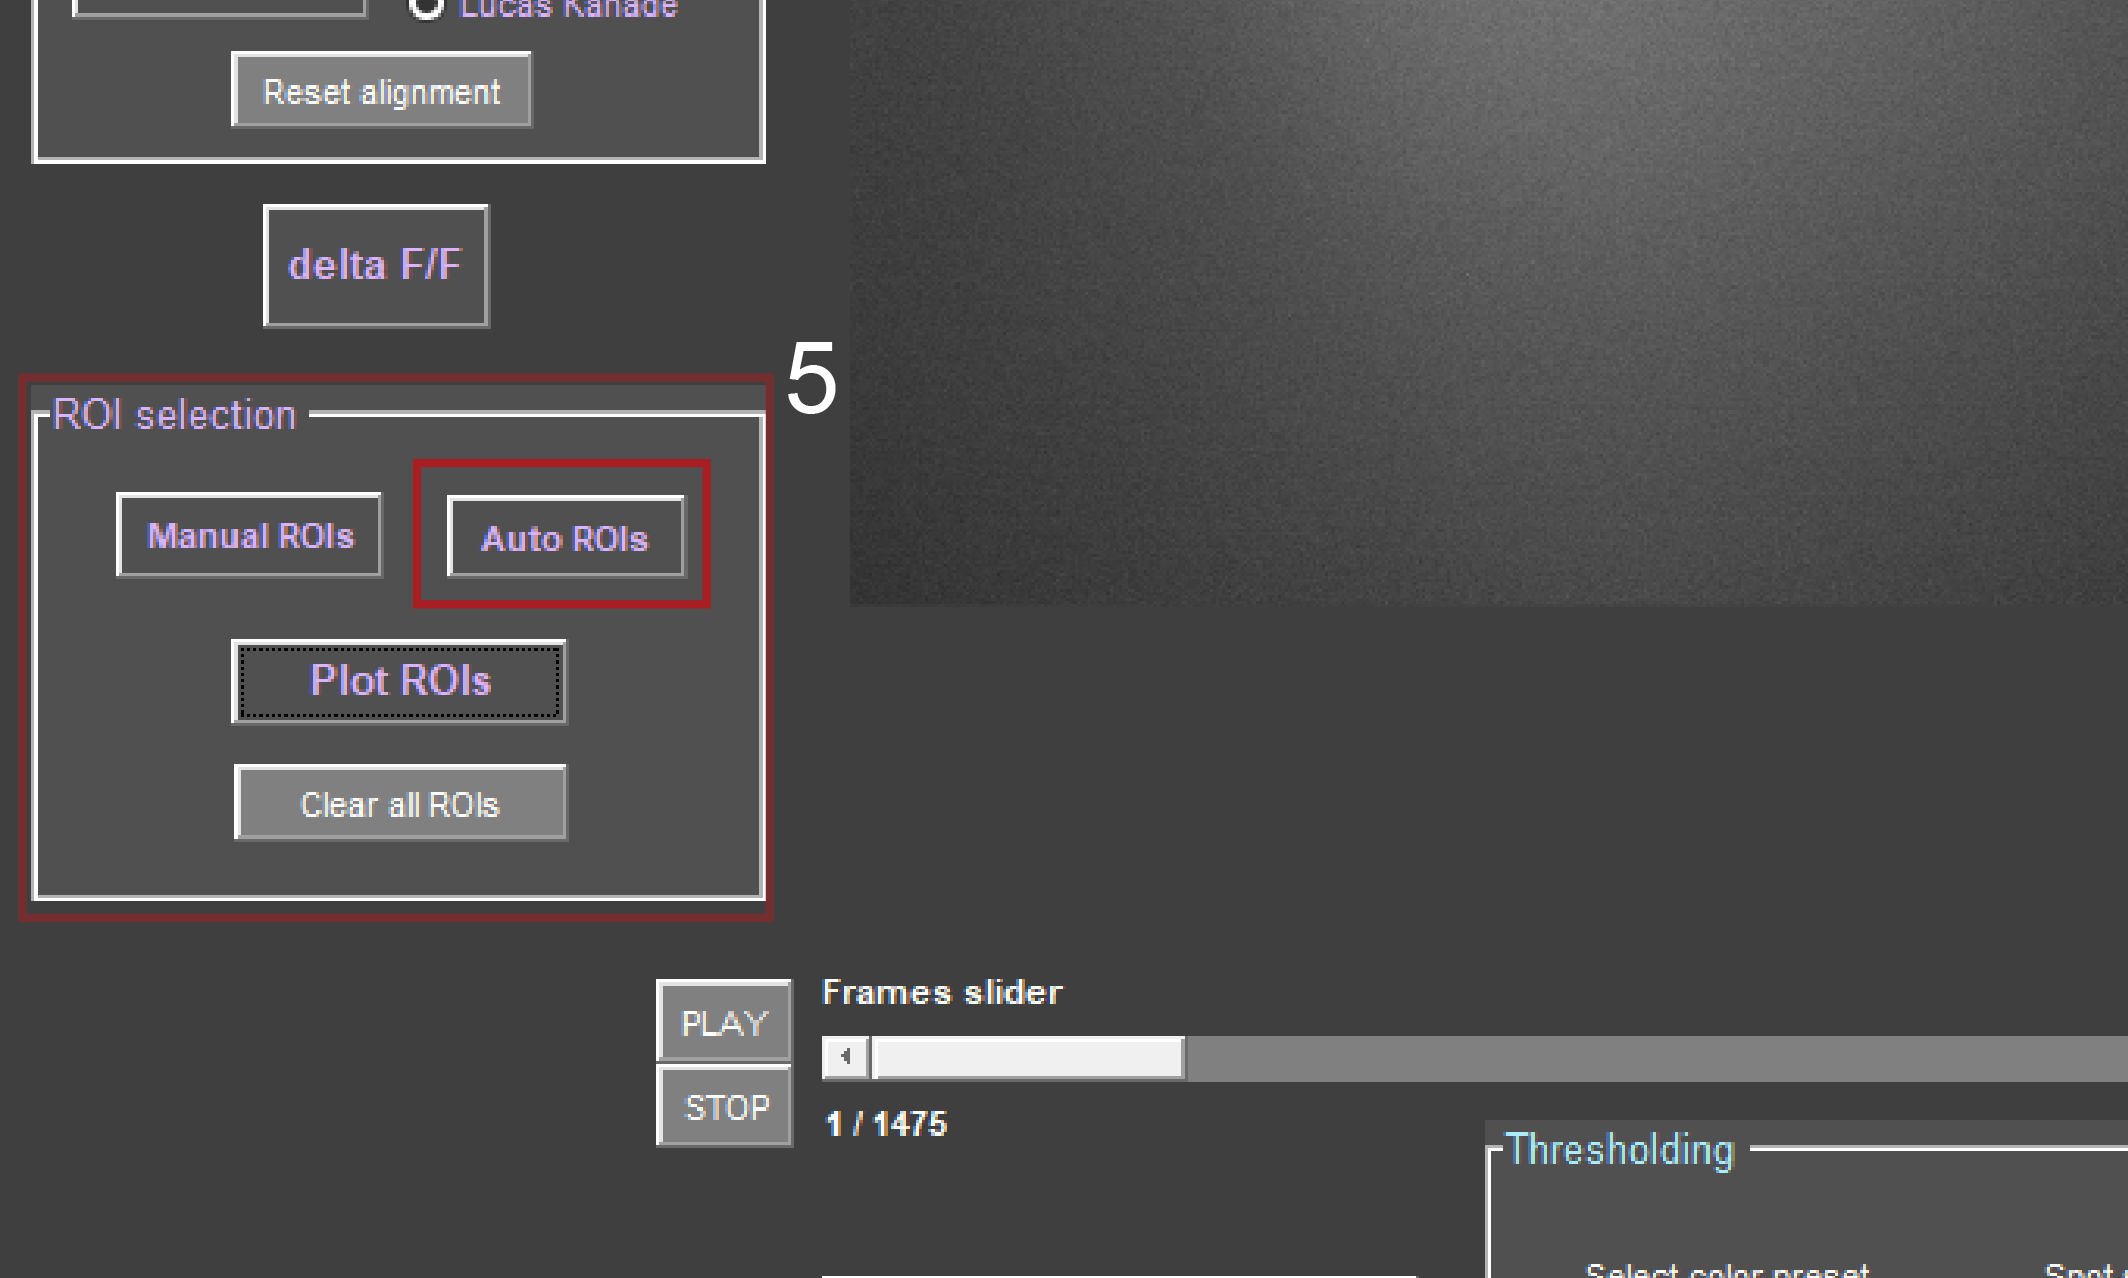 Lucas Kanade
Reset alignment
delta F/F
5
ROI selection
Manual ROIs
Auto ROIs
Plot ROIs
Clear all ROIs
PLAY
Frames slider
STOP
1 / 1475
Thresholding
Select color preset